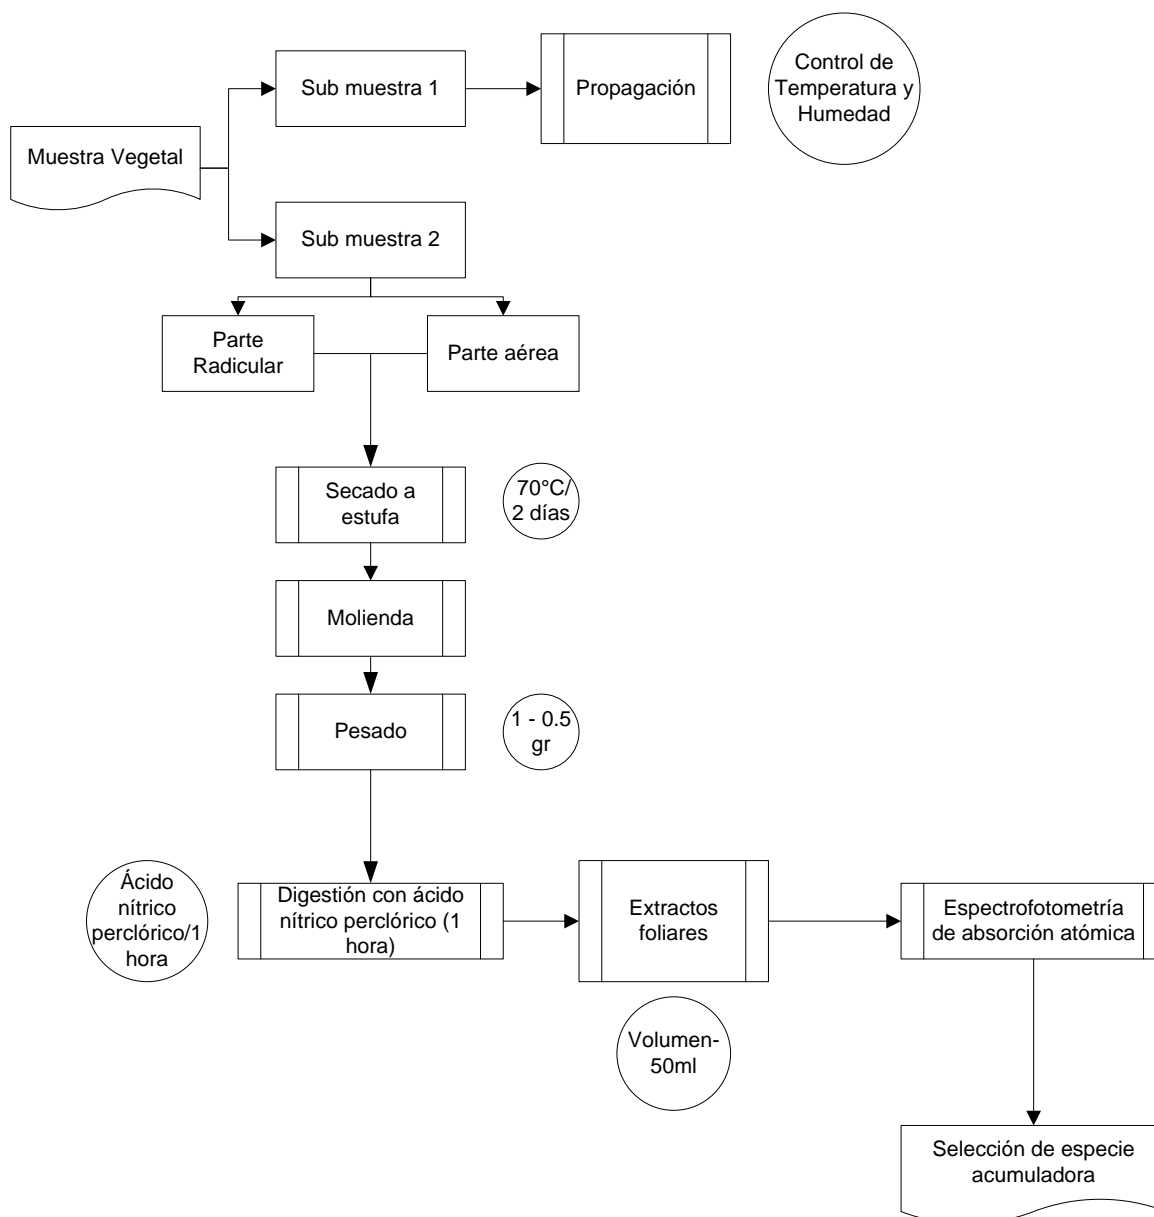 Sub muestra 1
Propagación
Control de
Temperatura y
Humedad
Muestra Vegetal
Sub muestra 2
Parte
Radicular
Parte aérea
Secado a
estufa
70°C/
2 días
Molienda
Pesado
1 - 0.5
gr
Ácido
nítrico
perclórico/1
hora
Digestión con ácido
nítrico perclórico (1
hora)
Extractos
foliares
Espectrofotometría
de absorción atómica
Volumen-
50ml
Selección de especie
acumuladora